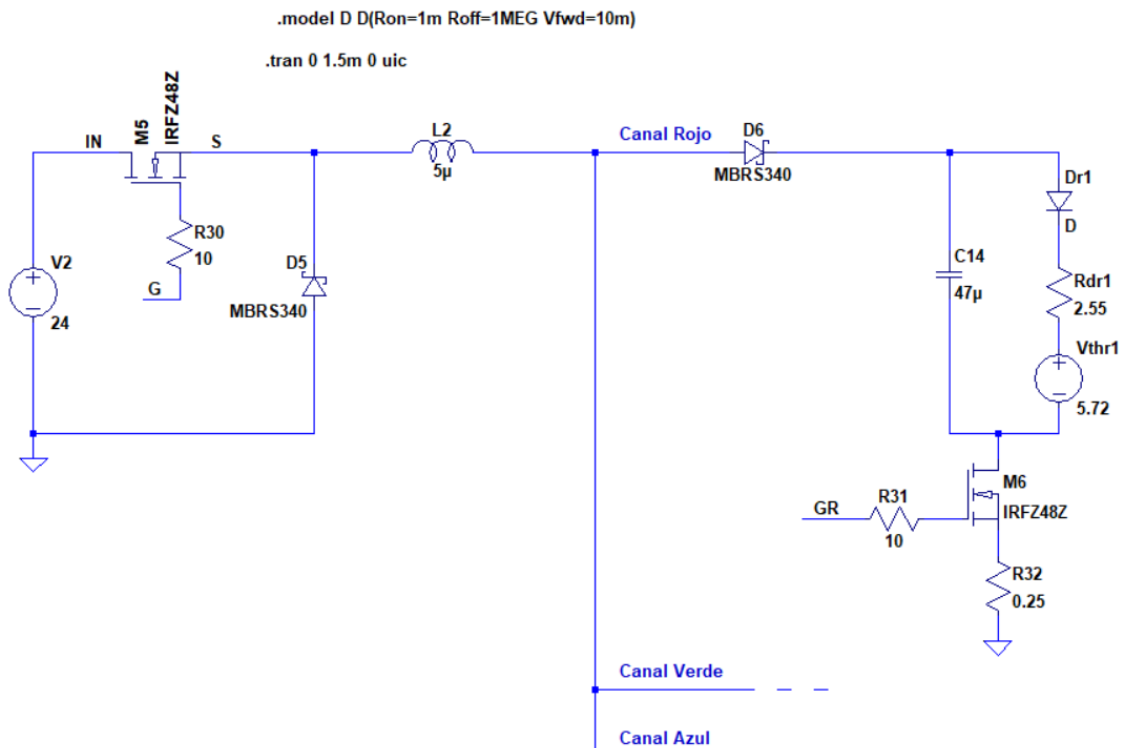 .model D D(Ron=1m Roff=1MEG Vfwd=10m)
.tran 0 1.5m 0 uic
IN
M5
IRFZ48Z
S
L2
5µ
Canal Rojo
D6
MBRS340
Dr1
D
R30
10
G
V2
24
D5
MBRS340
C14
47µ
Rdr1
2.55
Vthr1
5.72
M6
IRFZ48Z
GR
R31
10
R32
0.25
Canal Verde
Canal Azul